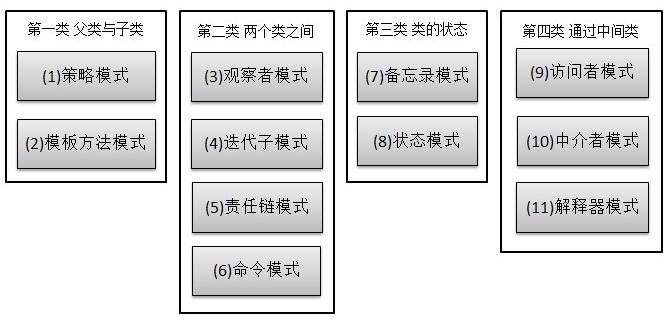 第一类 父类与子类
(1)策略模式
(2)模板方法模式
第二类 两个类之间
(3)观察者模式
(4)迭代子模式
(5)责任链模式
(6)命令模式
第三类 类的状态
(7)备忘录模式
(8)状态模式
第四类 通过中间类
(9)访问者模式
(10)中介者模式
(11)解释器模式